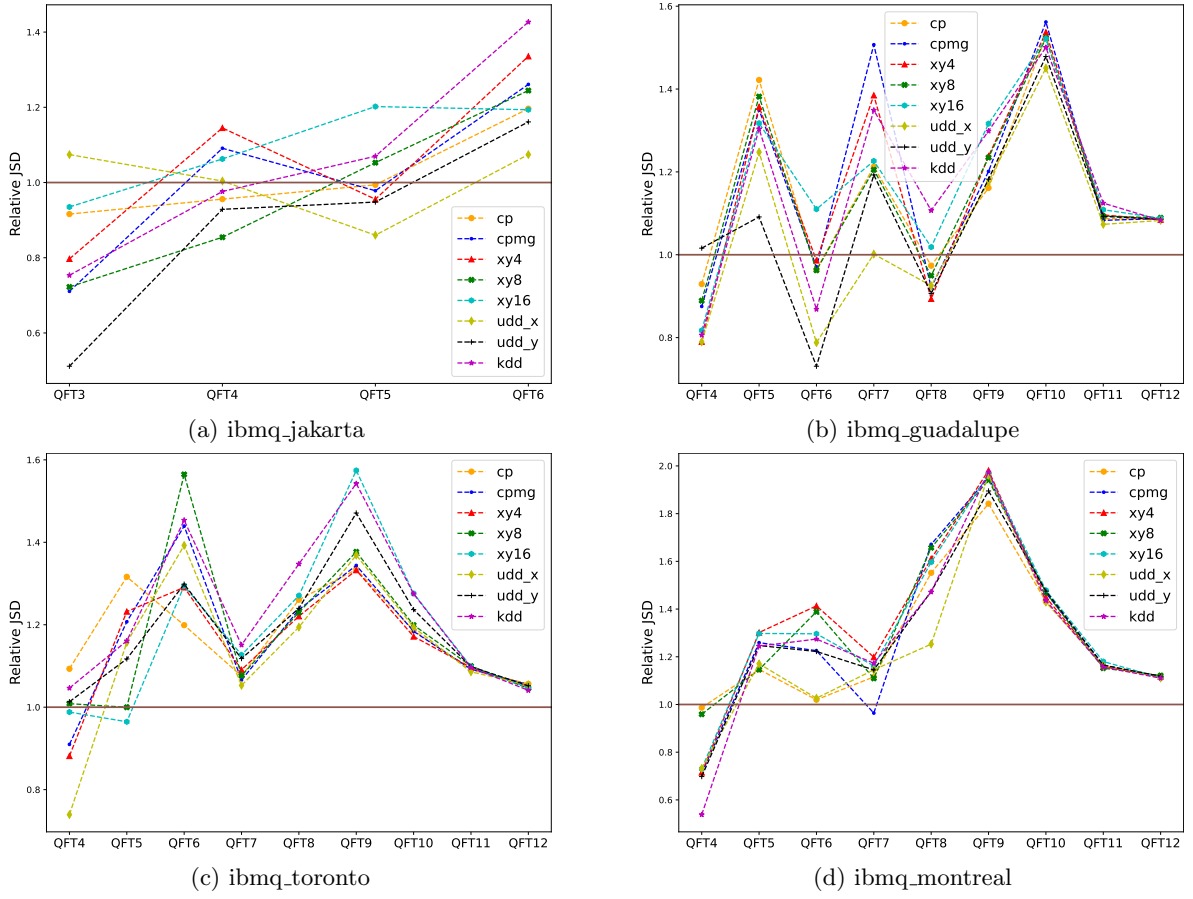 1.4
1.2
1.0
0.8
0.6
Relative JSD
QFT3 QFT4 QFT5 QFT6
cp
cpmg
xy4
xy8
xy16
udd_x
udd_y
kdd
(a) ibmq_jakarta
1.6
1.4
1.2
1.0
0.8
Relative JSD
QFT4 QFT5 QFT6 QFT7 QFT8 QFT9 QFT10 QFT11 QFT12
cp
cpmg
xy4
xy8
xy16
udd_x
udd_y
kdd
(b) ibmq_guadalupe
1.6
1.4
1.2
1.0
0.8
Relative JSD
QFT4 QFT5 QFT6 QFT7 QFT8 QFT9 QFT10 QFT11 QFT12
cp
cpmg
xy4
xy8
xy16
udd_x
udd_y
kdd
(c) ibmq_toronto
2.0
1.8
1.6
1.4
1.2
1.0
0.8
0.6
Relative JSD
QFT4 QFT5 QFT6 QFT7 QFT8 QFT9 QFT10 QFT11 QFT12
cp
cpmg
xy4
xy8
xy16
udd_x
udd_y
kdd
(d) ibmq_montreal